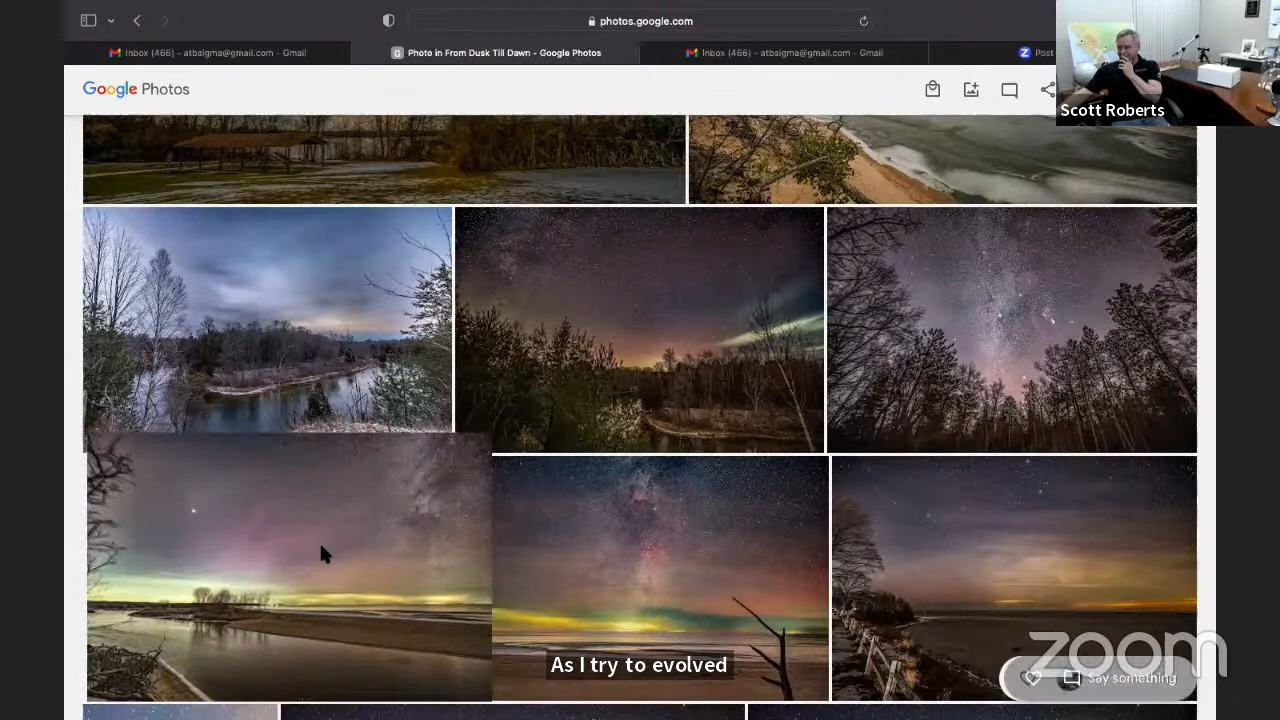 photos.google.com
Inbox (466) - atbsigma@gmail.com - Gmail
Photo in From Dusk Till Dawn - Google Photos
Inbox (466) - atbsigma@gmail.com - Gmail
Post
Google Photos
Scott Roberts
As I try to evolved
zoom
Say something